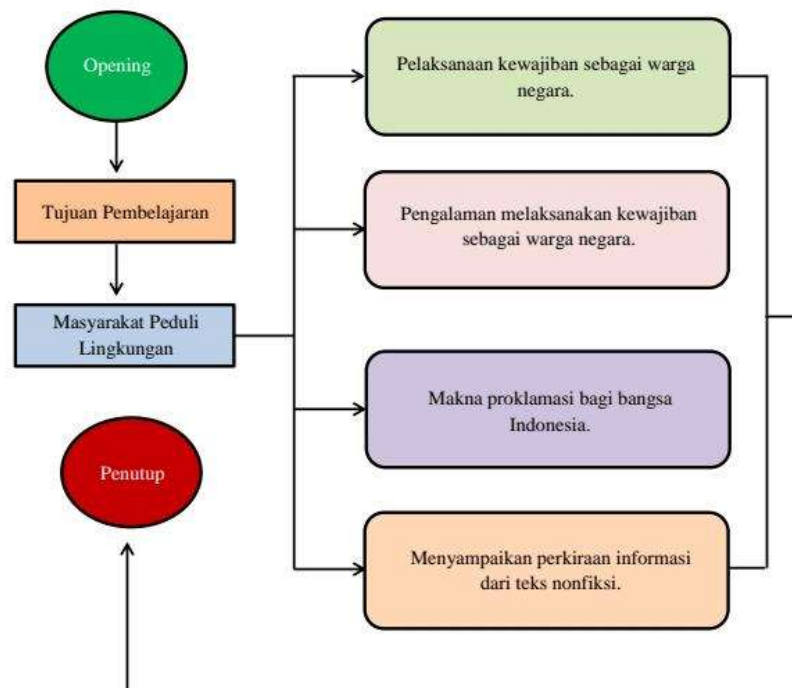 Opening
Tujuan Pembelajaran
Masyarakat Peduli
Lingkungan
Penutup
Pelaksanaan kewajiban sebagai warga
negara.
Pengalaman melaksanakan kewajiban
sebagai warga negara.
Makna proklamasi bagi bangsa
Indonesia.
Menyampaikan perkiraan informasi
dari teks nonfiksi.